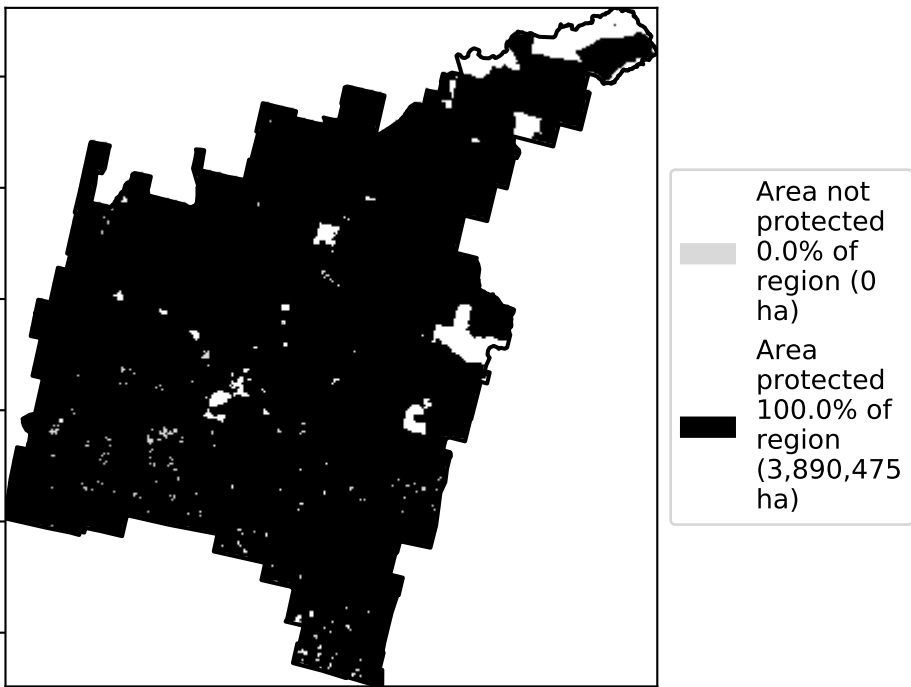 Area not
protected
0.0% of
region (0
ha)
Area
protected
100.0% of
region
(3,890,475
ha)